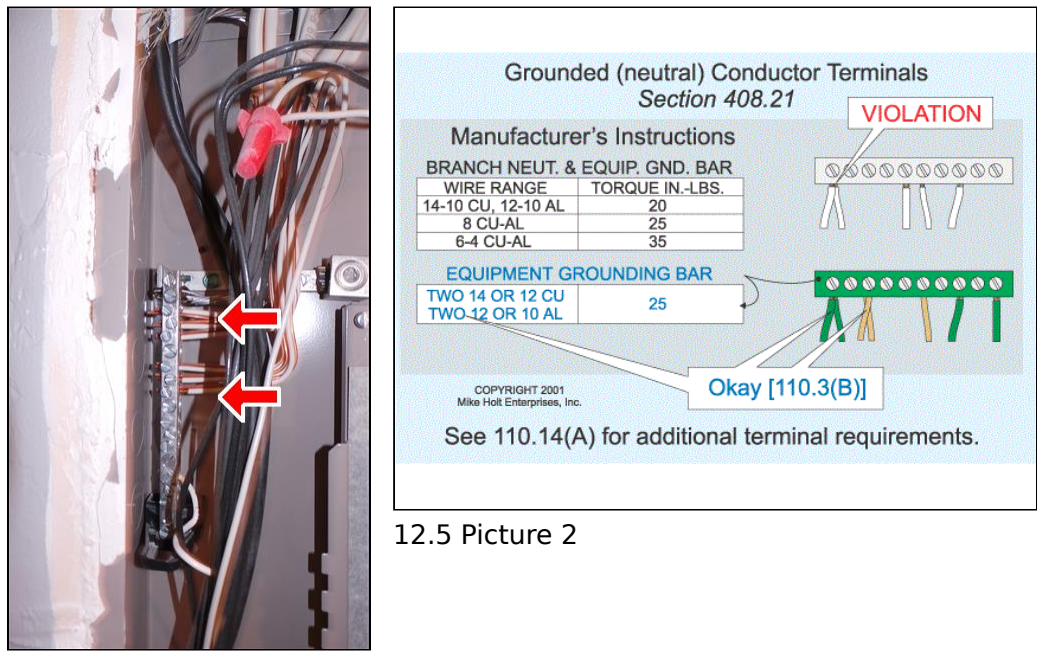 Grounded (neutral) Conductor Terminals
Section 408.21
VIOLATION
Manufacturer's Instructions
BRANCH NEUT. & EQUIP. GND. BAR
WIRE RANGE TORQUE IN.-LBS.
14-10 CU, 12-10 AL 20
8 CU-AL 25
6-4 CU-AL 35
EQUIPMENT GROUNDING BAR
TWO 14 OR 12 CU
TWO 12 OR 10 AL
25
Okay [110.3(B)]
COPYRIGHT 2001
Mike Holt Enterprises, Inc.
See 110.14(A) for additional terminal requirements.
12.5 Picture 2